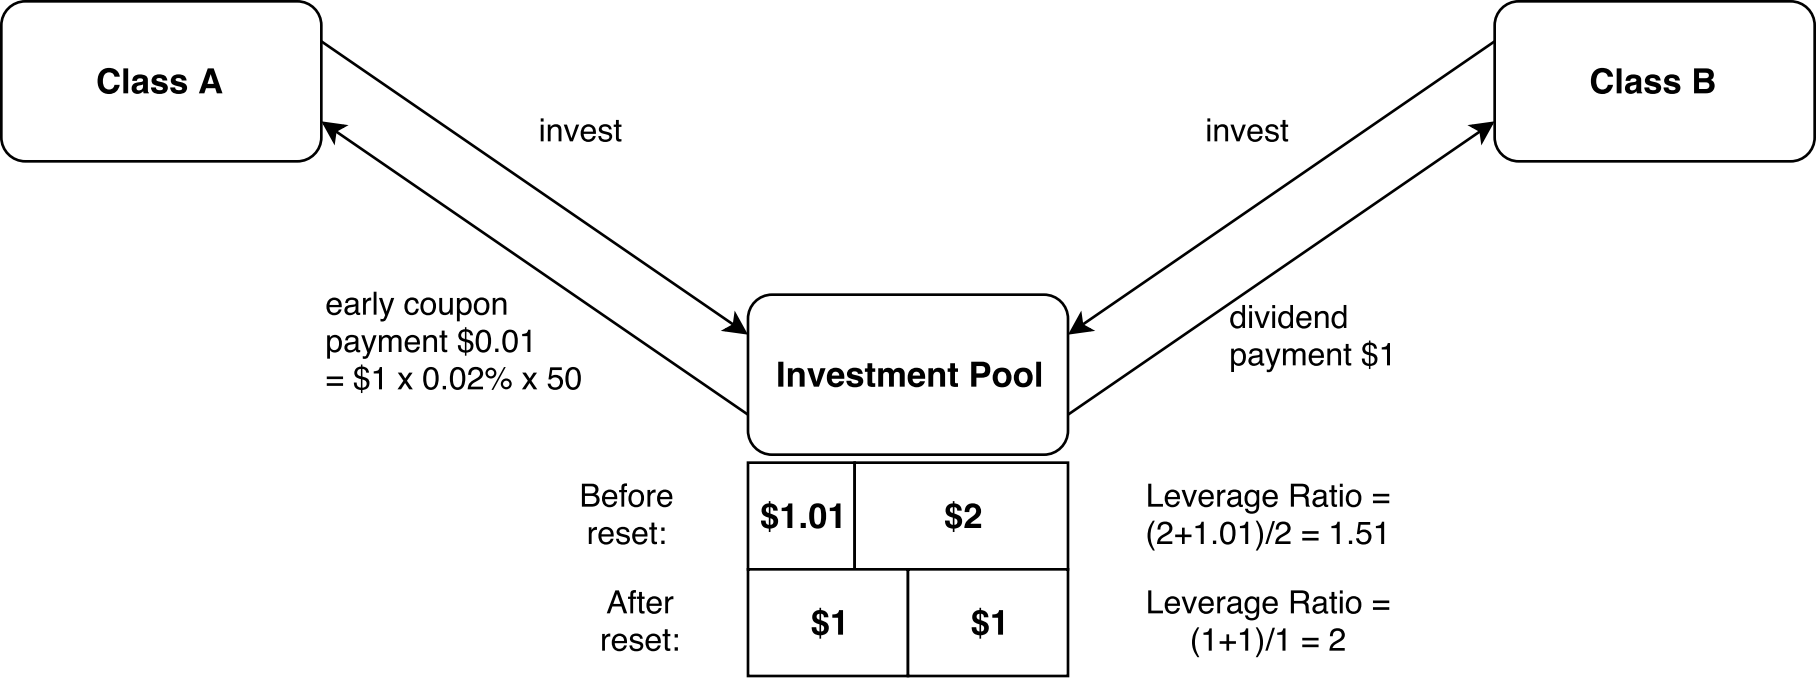 Class A
Class B
invest
invest
early coupon
payment $0.01
= $1 x 0.02% x 50
dividend
payment $1
Investment Pool
Before
reset:
$1.01
$2
Leverage Ratio =
(2+1.01)/2 = 1.51
After
reset:
$1
$1
Leverage Ratio =
(1+1)/1 = 2